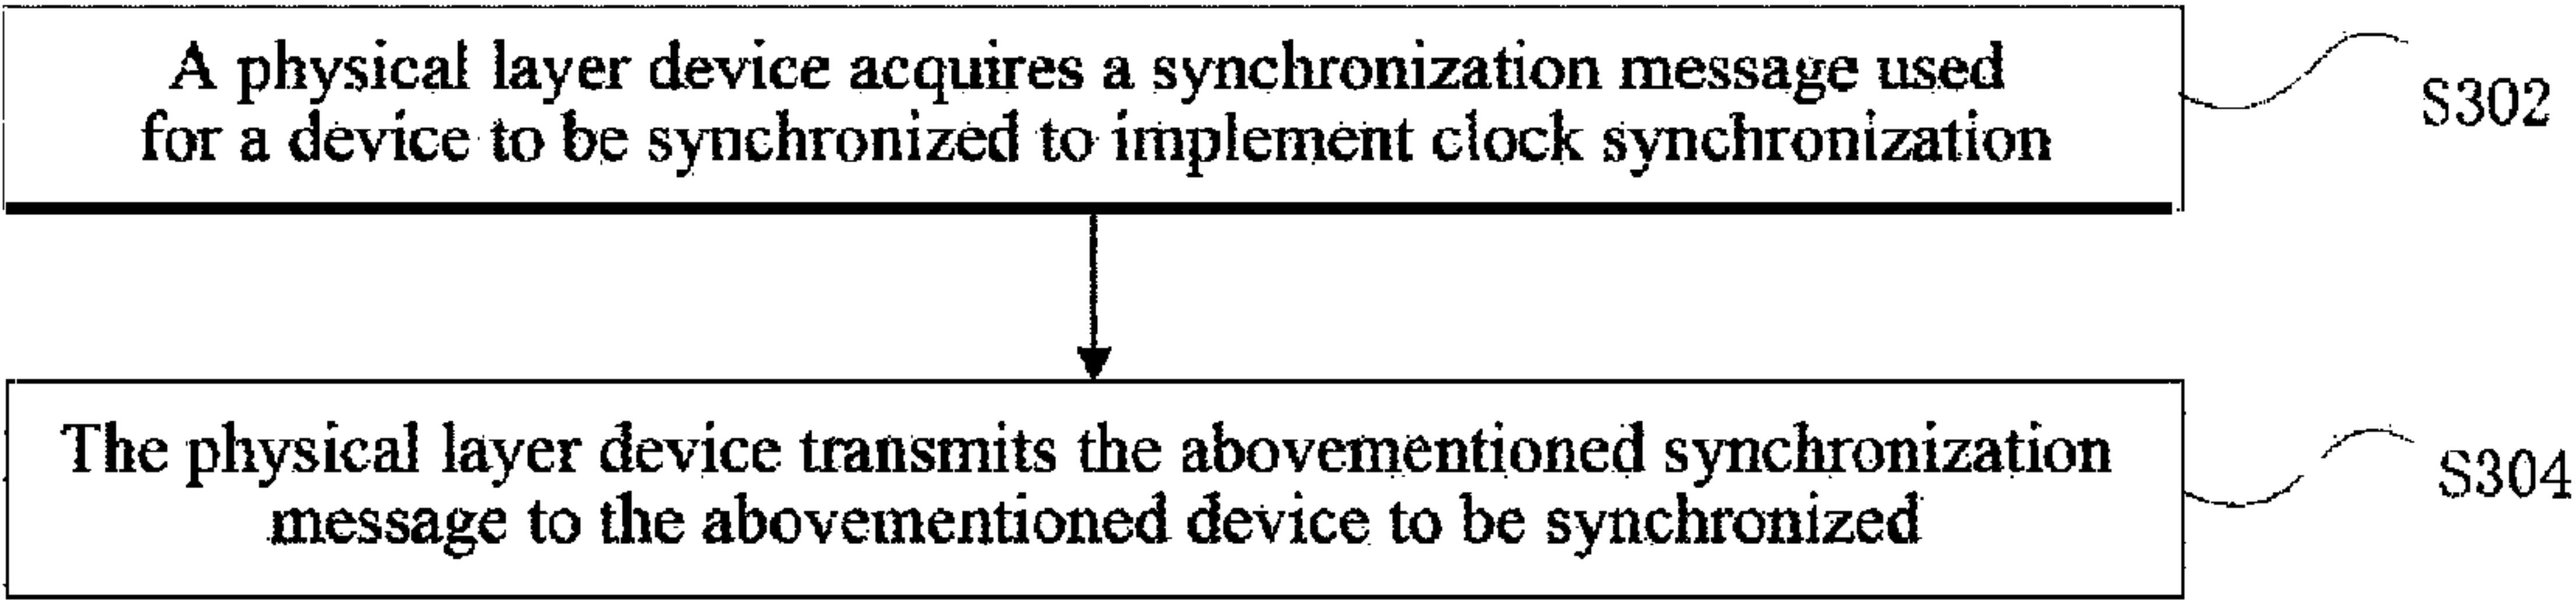 A physical layer device acquires a synchronization message used
for a device to be synchronized to implement clock synchronization
S302
The physical layer device transmits the abovementioned synchronization
message to the abovementioned device to be synchronized
S304